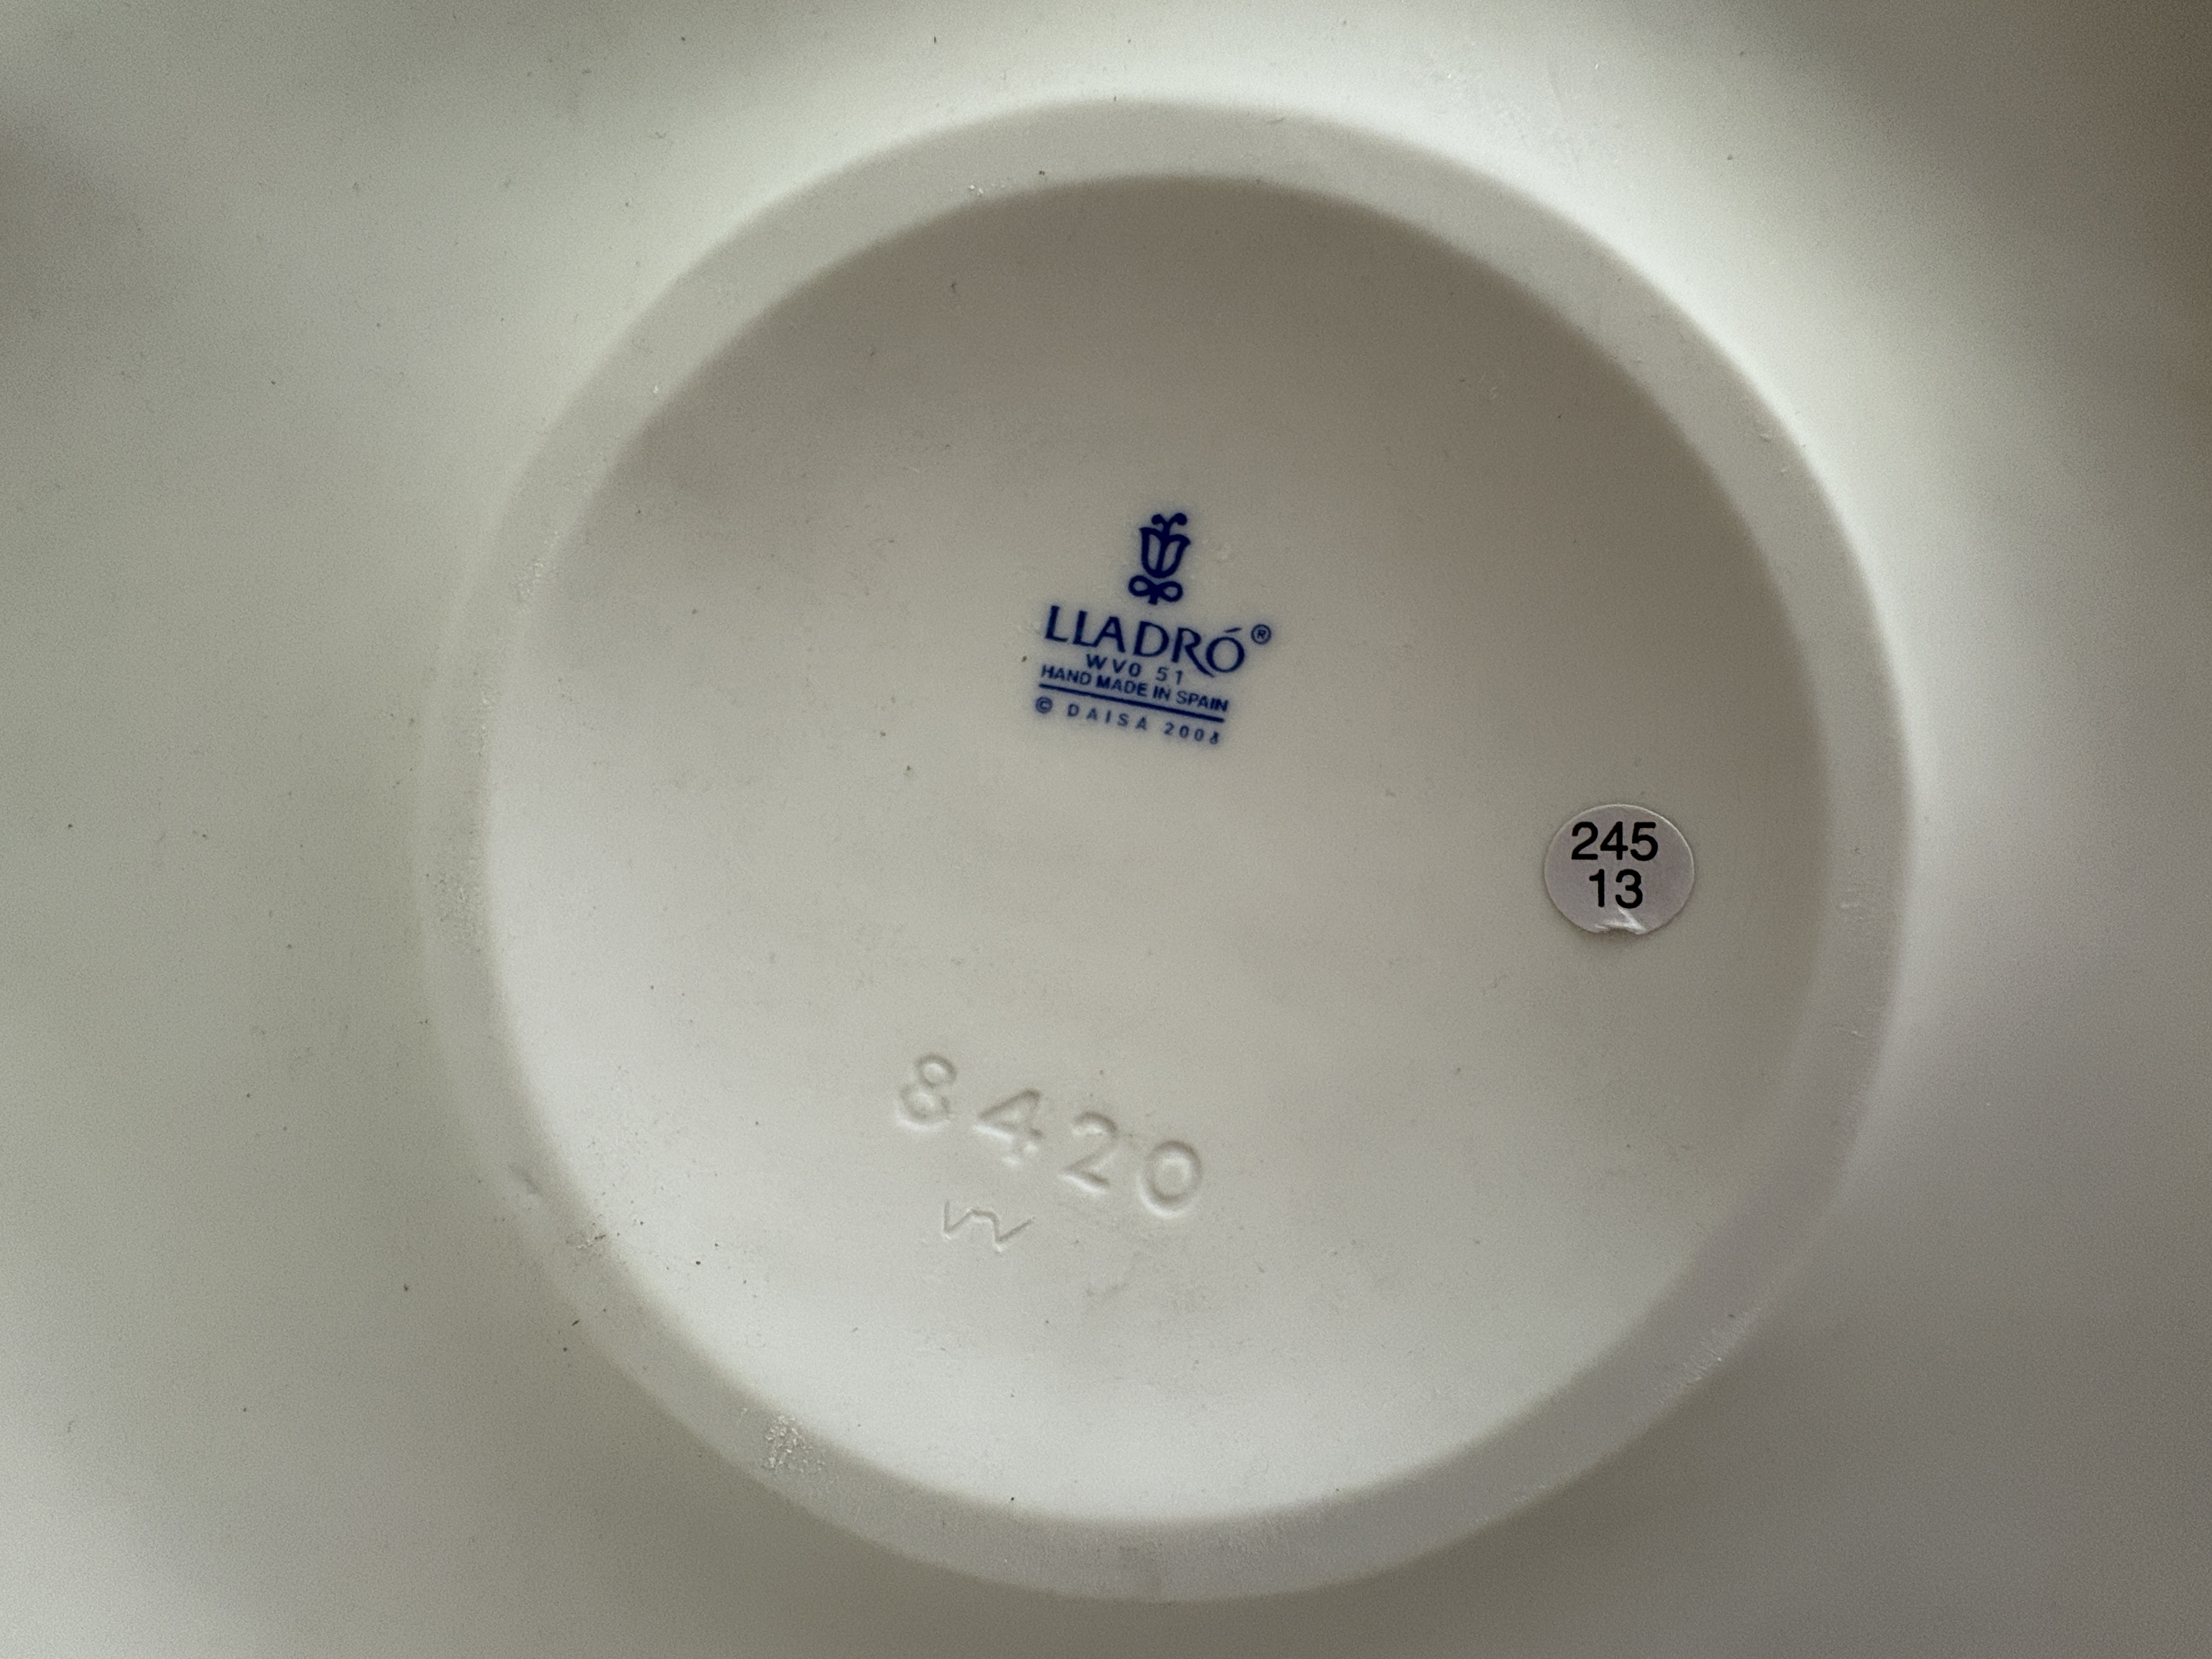 LLADRÓ®
WV0 51
HAND MADE IN SPAIN
© DAISA 2008
245
13
8420